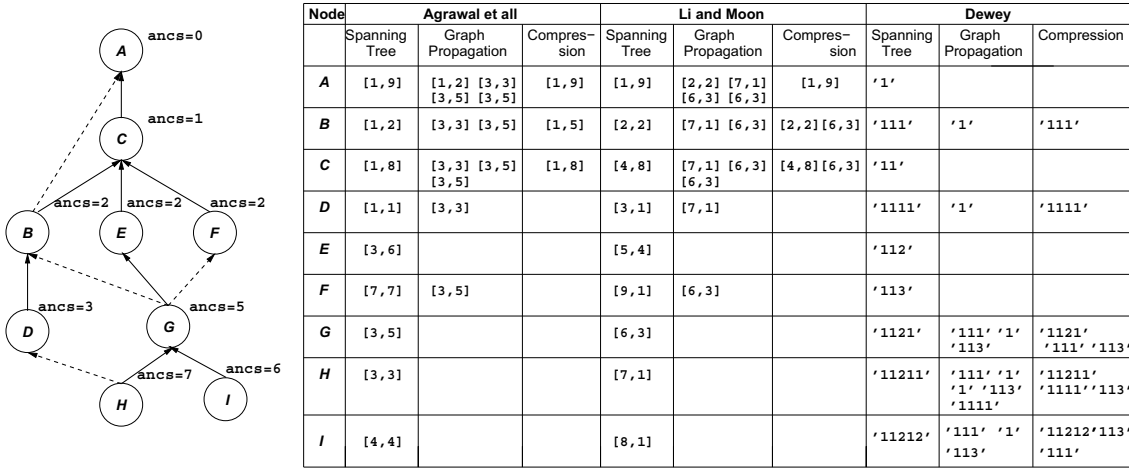 ancs=0
A
ancs=1
C
ancs=2 ancs=2 ancs=2
B E F
ancs=3 ancs=5
D G
ancs=7 ancs=6
H I
Node Agrawal et all Li and Moon Dewey
Spanning Tree Graph Propagation Compres− sion Spanning Tree Graph Propagation Compres− sion Spanning Tree Graph Propagation Compression
A [1,9] [1,2] [3,3] [1,9] [1,9] [2,2] [7,1] [1,9] '1'
[3,5] [3,5] [6,3] [6,3]
B [1,2] [3,3] [3,5] [1,5] [2,2] [7,1] [6,3] [2,2][6,3] '111' '1' '111'
C [1,8] [3,3] [3,5] [1,8] [4,8] [7,1] [6,3] [4,8][6,3] '11'
[3,5] [6,3]
D [1,1] [3,3] [3,1] [7,1] '1111' '1' '1111'
E [3,6] [5,4] '112'
F [7,7] [3,5] [9,1] [6,3] '113'
G [3,5] [6,3] '1121' '111' '1' '1121'
'113' '111' '113'
H [3,3] [7,1] '11211' '111' '1' '11211'
'1' '113' '1111' '113'
'1111'
I [4,4] [8,1] '11212' '111' '1' '11212' '113'
'113' '111'